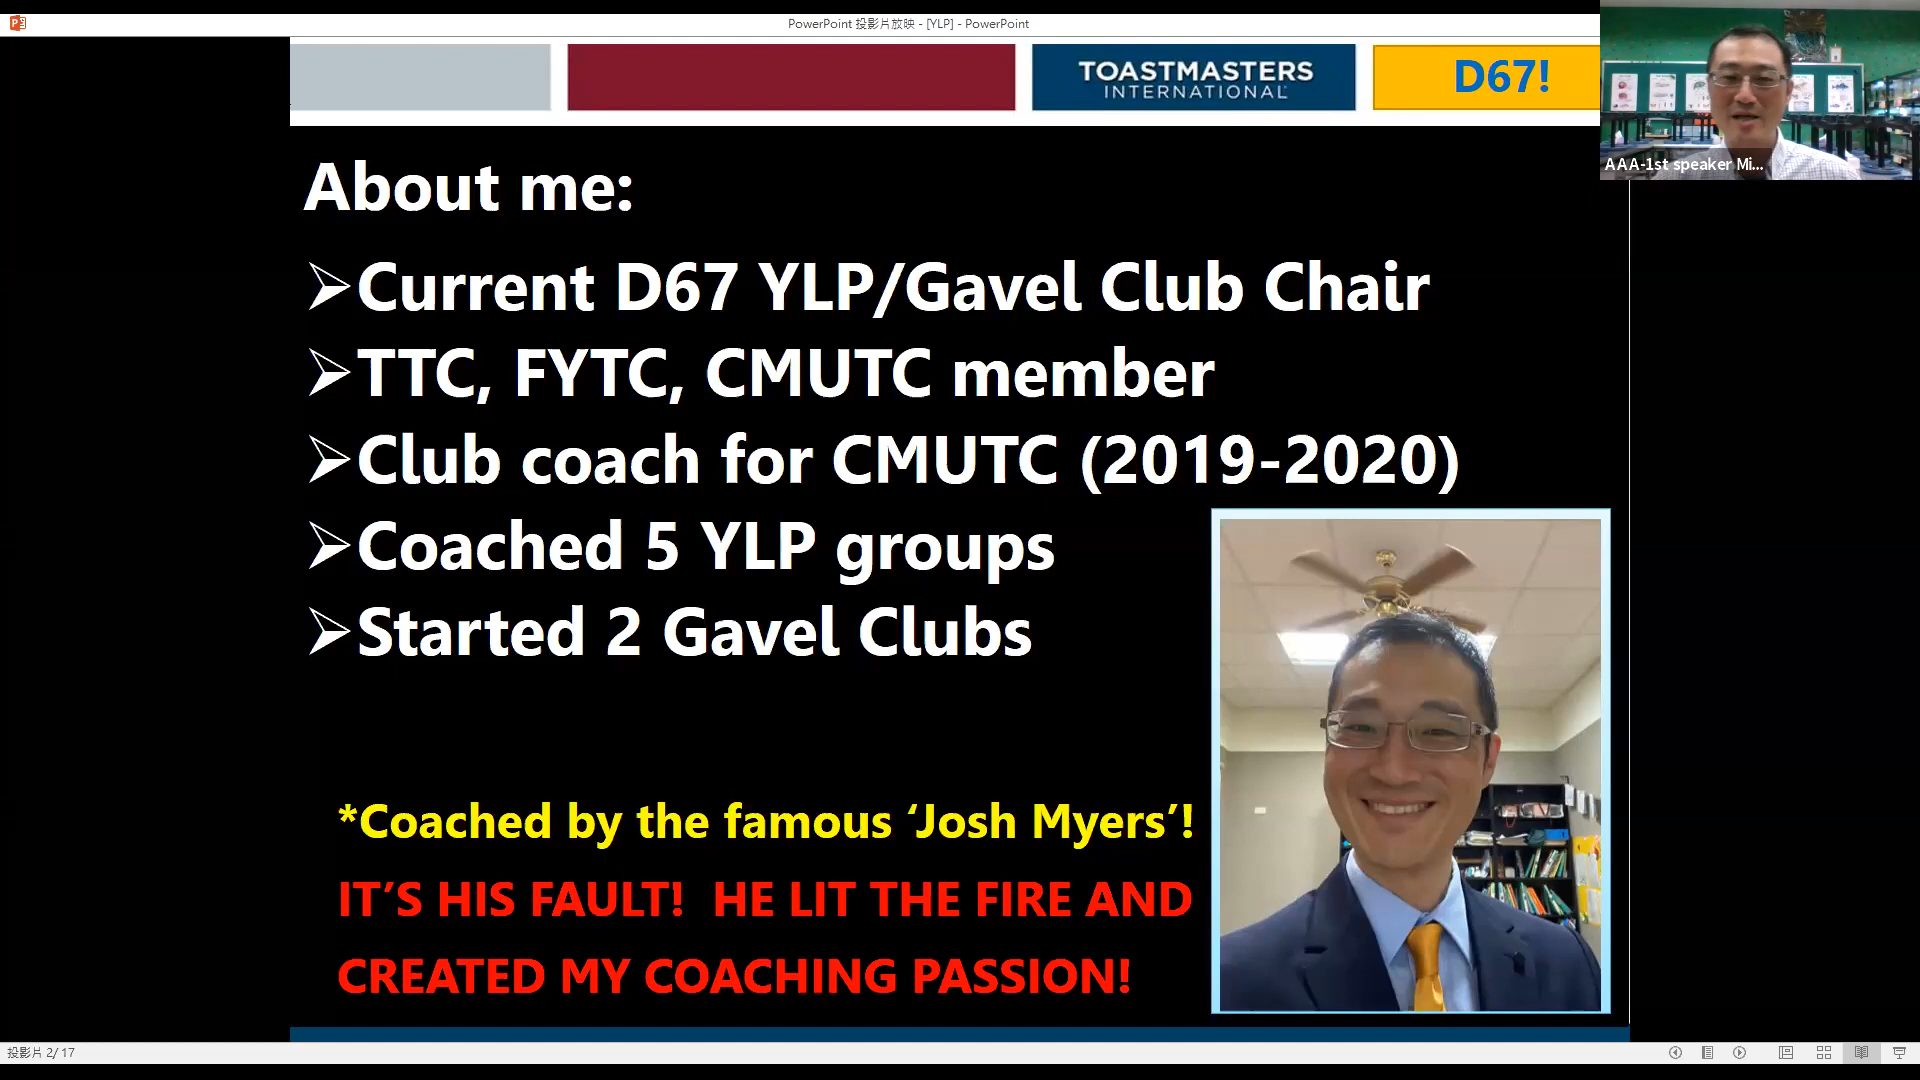 PowerPoint 投影片放映 - [YLP] - PowerPoint
TOASTMASTERS
INTERNATIONAL
D67!
AAA-1st speaker Mi...
About me:
➢Current D67 YLP/Gavel Club Chair
➢TTC, FYTC, CMUTC member
➢Club coach for CMUTC (2019-2020)
➢Coached 5 YLP groups
➢Started 2 Gavel Clubs
*Coached by the famous ‘Josh Myers’!
IT’S HIS FAULT!  HE LIT THE FIRE AND
CREATED MY COACHING PASSION!
投影片 2/ 17